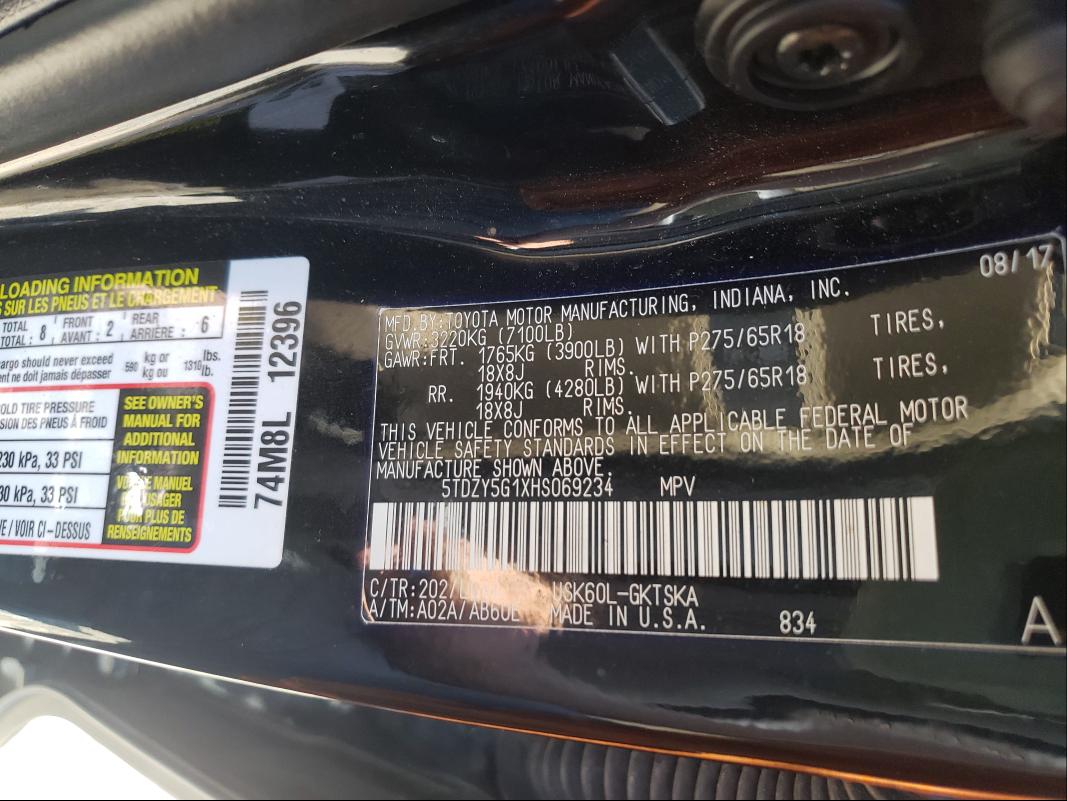 LOADING INFORMATION
S SUR LES PNEUS ET LE CHARGEMENT
TOTAL : 8 FRONT AVANT : 2 REAR ARRIÈRE : 6
cargo should never exceed 590 kg or 1310 lbs.
ent ne doit jamais dépasser kg ou lb.
OLD TIRE PRESSURE
SION DES PNEUS À FROID
230 kPa, 33 PSI
30 kPa, 33 PSI
VE / VOIR CI-DESSUS
SEE OWNER'S
MANUAL FOR
ADDITIONAL
INFORMATION
VOIR MANUEL
POUR PLUS DE
RENSEIGNEMENTS
74M8L 12396
08/17
MFD.BY:TOYOTA MOTOR MANUFACTURING, INDIANA, INC.
GVWR:3220KG (7100LB)
GAWR:FRT. 1765KG (3900LB) WITH P275/65R18 TIRES,
18X8J RIMS.
RR. 1940KG (4280LB) WITH P275/65R18 TIRES,
18X8J RIMS.
THIS VEHICLE CONFORMS TO ALL APPLICABLE FEDERAL MOTOR
VEHICLE SAFETY STANDARDS IN EFFECT ON THE DATE OF
MANUFACTURE SHOWN ABOVE.
5TDZY5G1XHS069234 MPV
C/TR:202/ USK60L-GKTSKA
A/TM:A02A/AB60E MADE IN U.S.A. 834
A